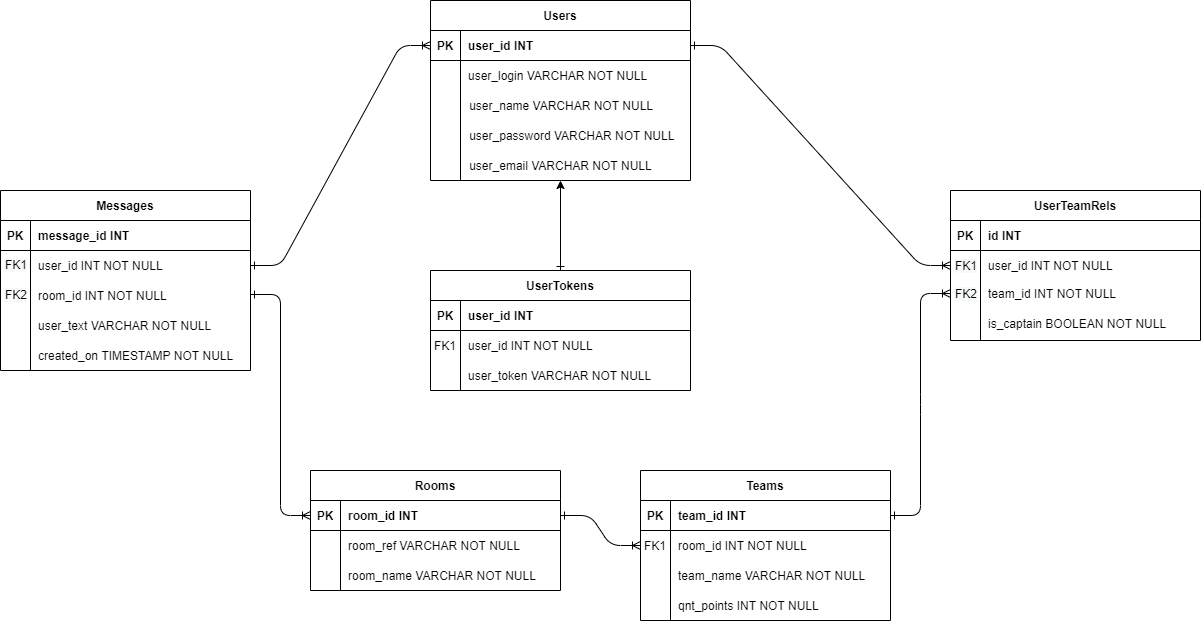 Users
PK user_id INT
user_login VARCHAR NOT NULL
user_name VARCHAR NOT NULL
user_password VARCHAR NOT NULL
user_email VARCHAR NOT NULL
Messages
PK message_id INT
FK1 user_id INT NOT NULL
FK2 room_id INT NOT NULL
user_text VARCHAR NOT NULL
created_on TIMESTAMP NOT NULL
UserTeamRels
PK id INT
FK1 user_id INT NOT NULL
FK2 team_id INT NOT NULL
is_captain BOOLEAN NOT NULL
UserTokens
PK user_id INT
FK1 user_id INT NOT NULL
user_token VARCHAR NOT NULL
Rooms
PK room_id INT
room_ref VARCHAR NOT NULL
room_name VARCHAR NOT NULL
Teams
PK team_id INT
FK1 room_id INT NOT NULL
team_name VARCHAR NOT NULL
qnt_points INT NOT NULL